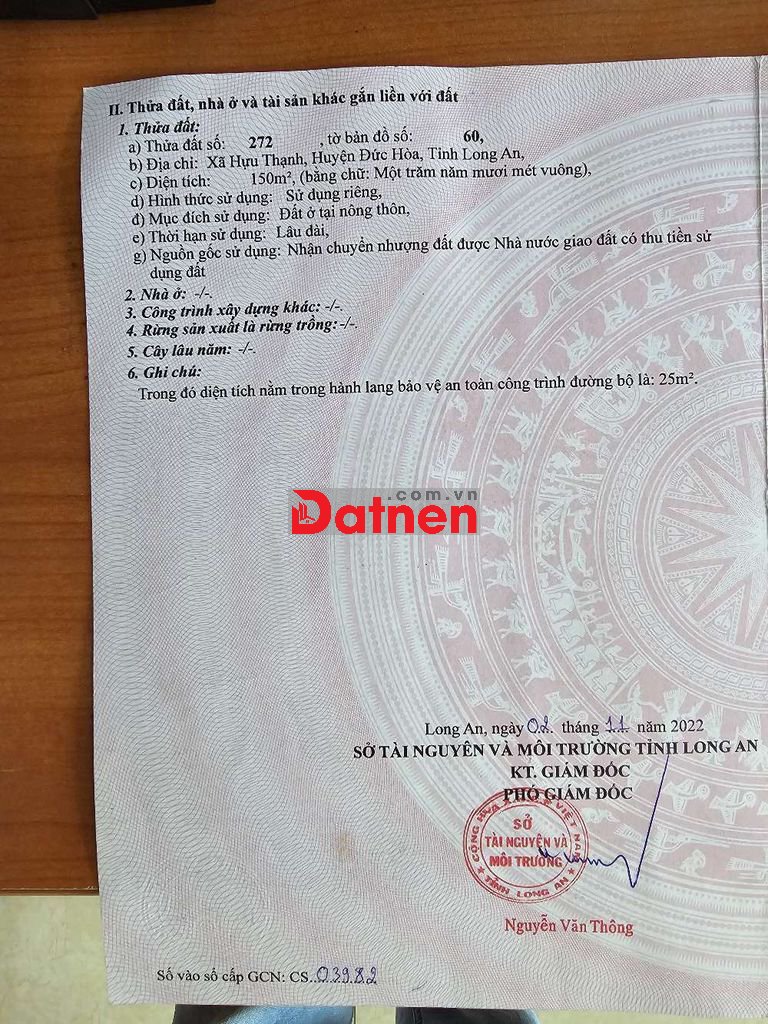 II. Thửa đất, nhà ở và tài sản khác gắn liền với đất
1. Thửa đất:
a) Thửa đất số: 272 , tờ bản đồ số: 60,
b) Địa chỉ: Xã Hựu Thạnh, Huyện Đức Hòa, Tỉnh Long An,
c) Diện tích: 150m², (bằng chữ: Một trăm năm mươi mét vuông),
d) Hình thức sử dụng: Sử dụng riêng,
đ) Mục đích sử dụng: Đất ở tại nông thôn,
e) Thời hạn sử dụng: Lâu dài,
g) Nguồn gốc sử dụng: Nhận chuyển nhượng đất được Nhà nước giao đất có thu tiền sử
dụng đất
2. Nhà ở: -/-.
3. Công trình xây dựng khác: -/-.
4. Rừng sản xuất là rừng trồng: -/-.
5. Cây lâu năm: -/-.
6. Ghi chú:
Trong đó diện tích nằm trong hành lang bảo vệ an toàn công trình đường bộ là: 25m².
.com.vn
Datnen
Long An, ngày 02 tháng 11 năm 2022
SỞ TÀI NGUYÊN VÀ MÔI TRƯỜNG TỈNH LONG AN
KT. GIÁM ĐỐC
PHÓ GIÁM ĐỐC
CỘNG HÒA X.H.C.N VIỆT NAM
SỞ
TÀI NGUYÊN VÀ
MÔI TRƯỜNG
TỈNH LONG AN
Nguyễn Văn Thông
Số vào sổ cấp GCN: CS 03982